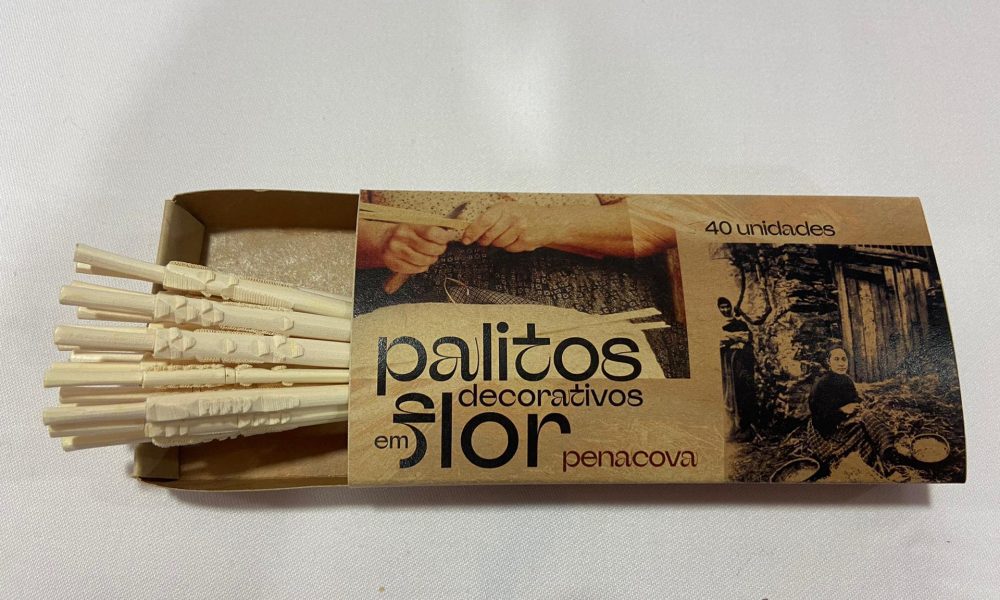 40 unidades
palitos
decorativos
em flor
penacova